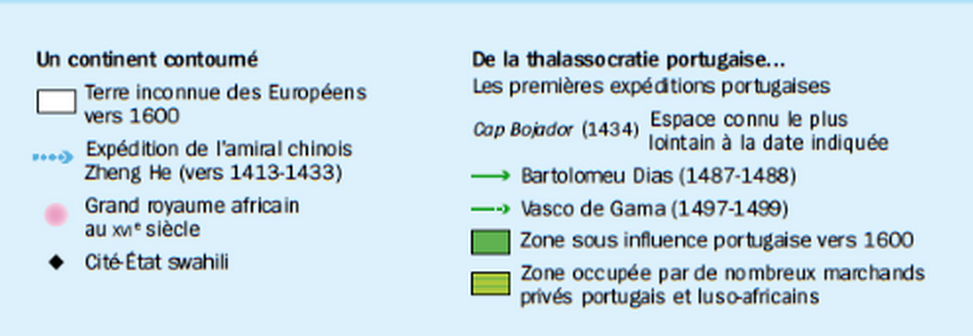 Un continent contourné
Terre inconnue des Européens
vers 1600
Expédition de l'amiral chinois
Zheng He (vers 1413-1433)
Grand royaume africain
au XVIe siècle
Cité-État swahili
De la thalassocratie portugaise...
Les premières expéditions portugaises
Cap Bojador (1434) Espace connu le plus
lointain à la date indiquée
Bartolomeu Dias (1487-1488)
Vasco de Gama (1497-1499)
Zone sous influence portugaise vers 1600
Zone occupée par de nombreux marchands
privés portugais et luso-africains